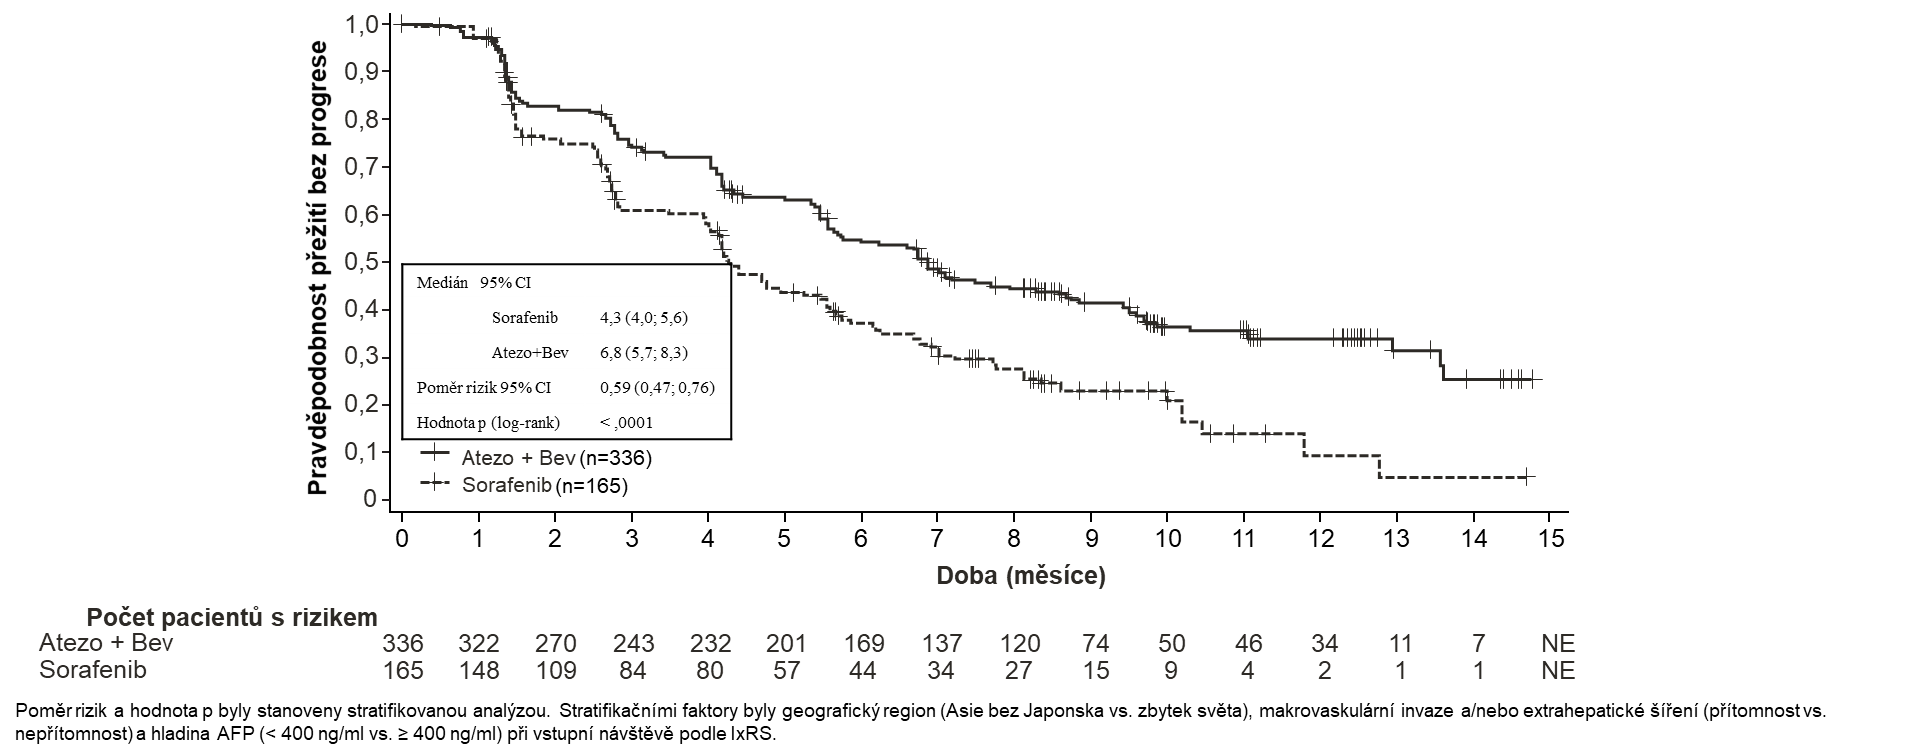 Pravděpodobnost přežití bez progrese
1,0
0,9
0,8
0,7
0,6
0,5
0,4
0,3
0,2
0,1
0
Medián 95% CI
Sorafenib 4,3 (4,0; 5,6)
Atezo+Bev 6,8 (5,7; 8,3)
Poměr rizik 95% CI 0,59 (0,47; 0,76)
Hodnota p (log-rank) < ,0001
Atezo + Bev (n=336)
Sorafenib (n=165)
0 1 2 3 4 5 6 7 8 9 10 11 12 13 14 15
Doba (měsíce)
Počet pacientů s rizikem
Atezo + Bev 336 322 270 243 232 201 169 137 120 74 50 46 34 11 7 NE
Sorafenib 165 148 109 84 80 57 44 34 27 15 9 4 2 1 1 NE
Poměr rizik a hodnota p byly stanoveny stratifikovanou analýzou. Stratifikačními faktory byly geografický region (Asie bez Japonska vs. zbytek světa), makrovaskulární invaze a/nebo extrahepatické šíření (přítomnost vs.
nepřítomnost) a hladina AFP (< 400 ng/ml vs. ≥ 400 ng/ml) při vstupní návštěvě podle IxRS.